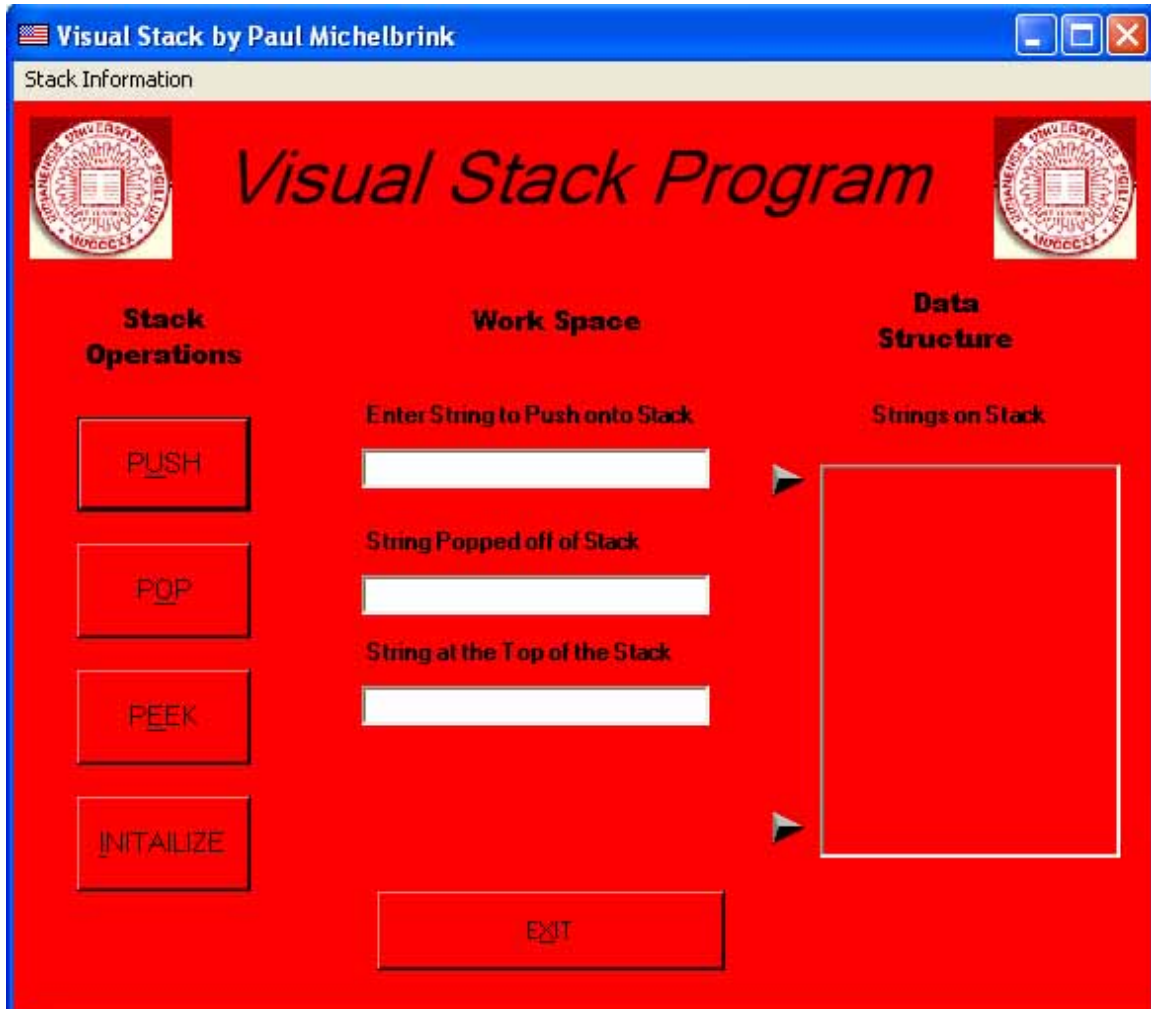 Visual Stack by Paul Michelbrink
Stack Information
Visual Stack Program
Stack
Operations
PUSH
POP
PEEK
INITAILIZE
Work Space
Enter String to Push onto Stack
String Popped off of Stack
String at the Top of the Stack
EXIT
Data
Structure
Strings on Stack